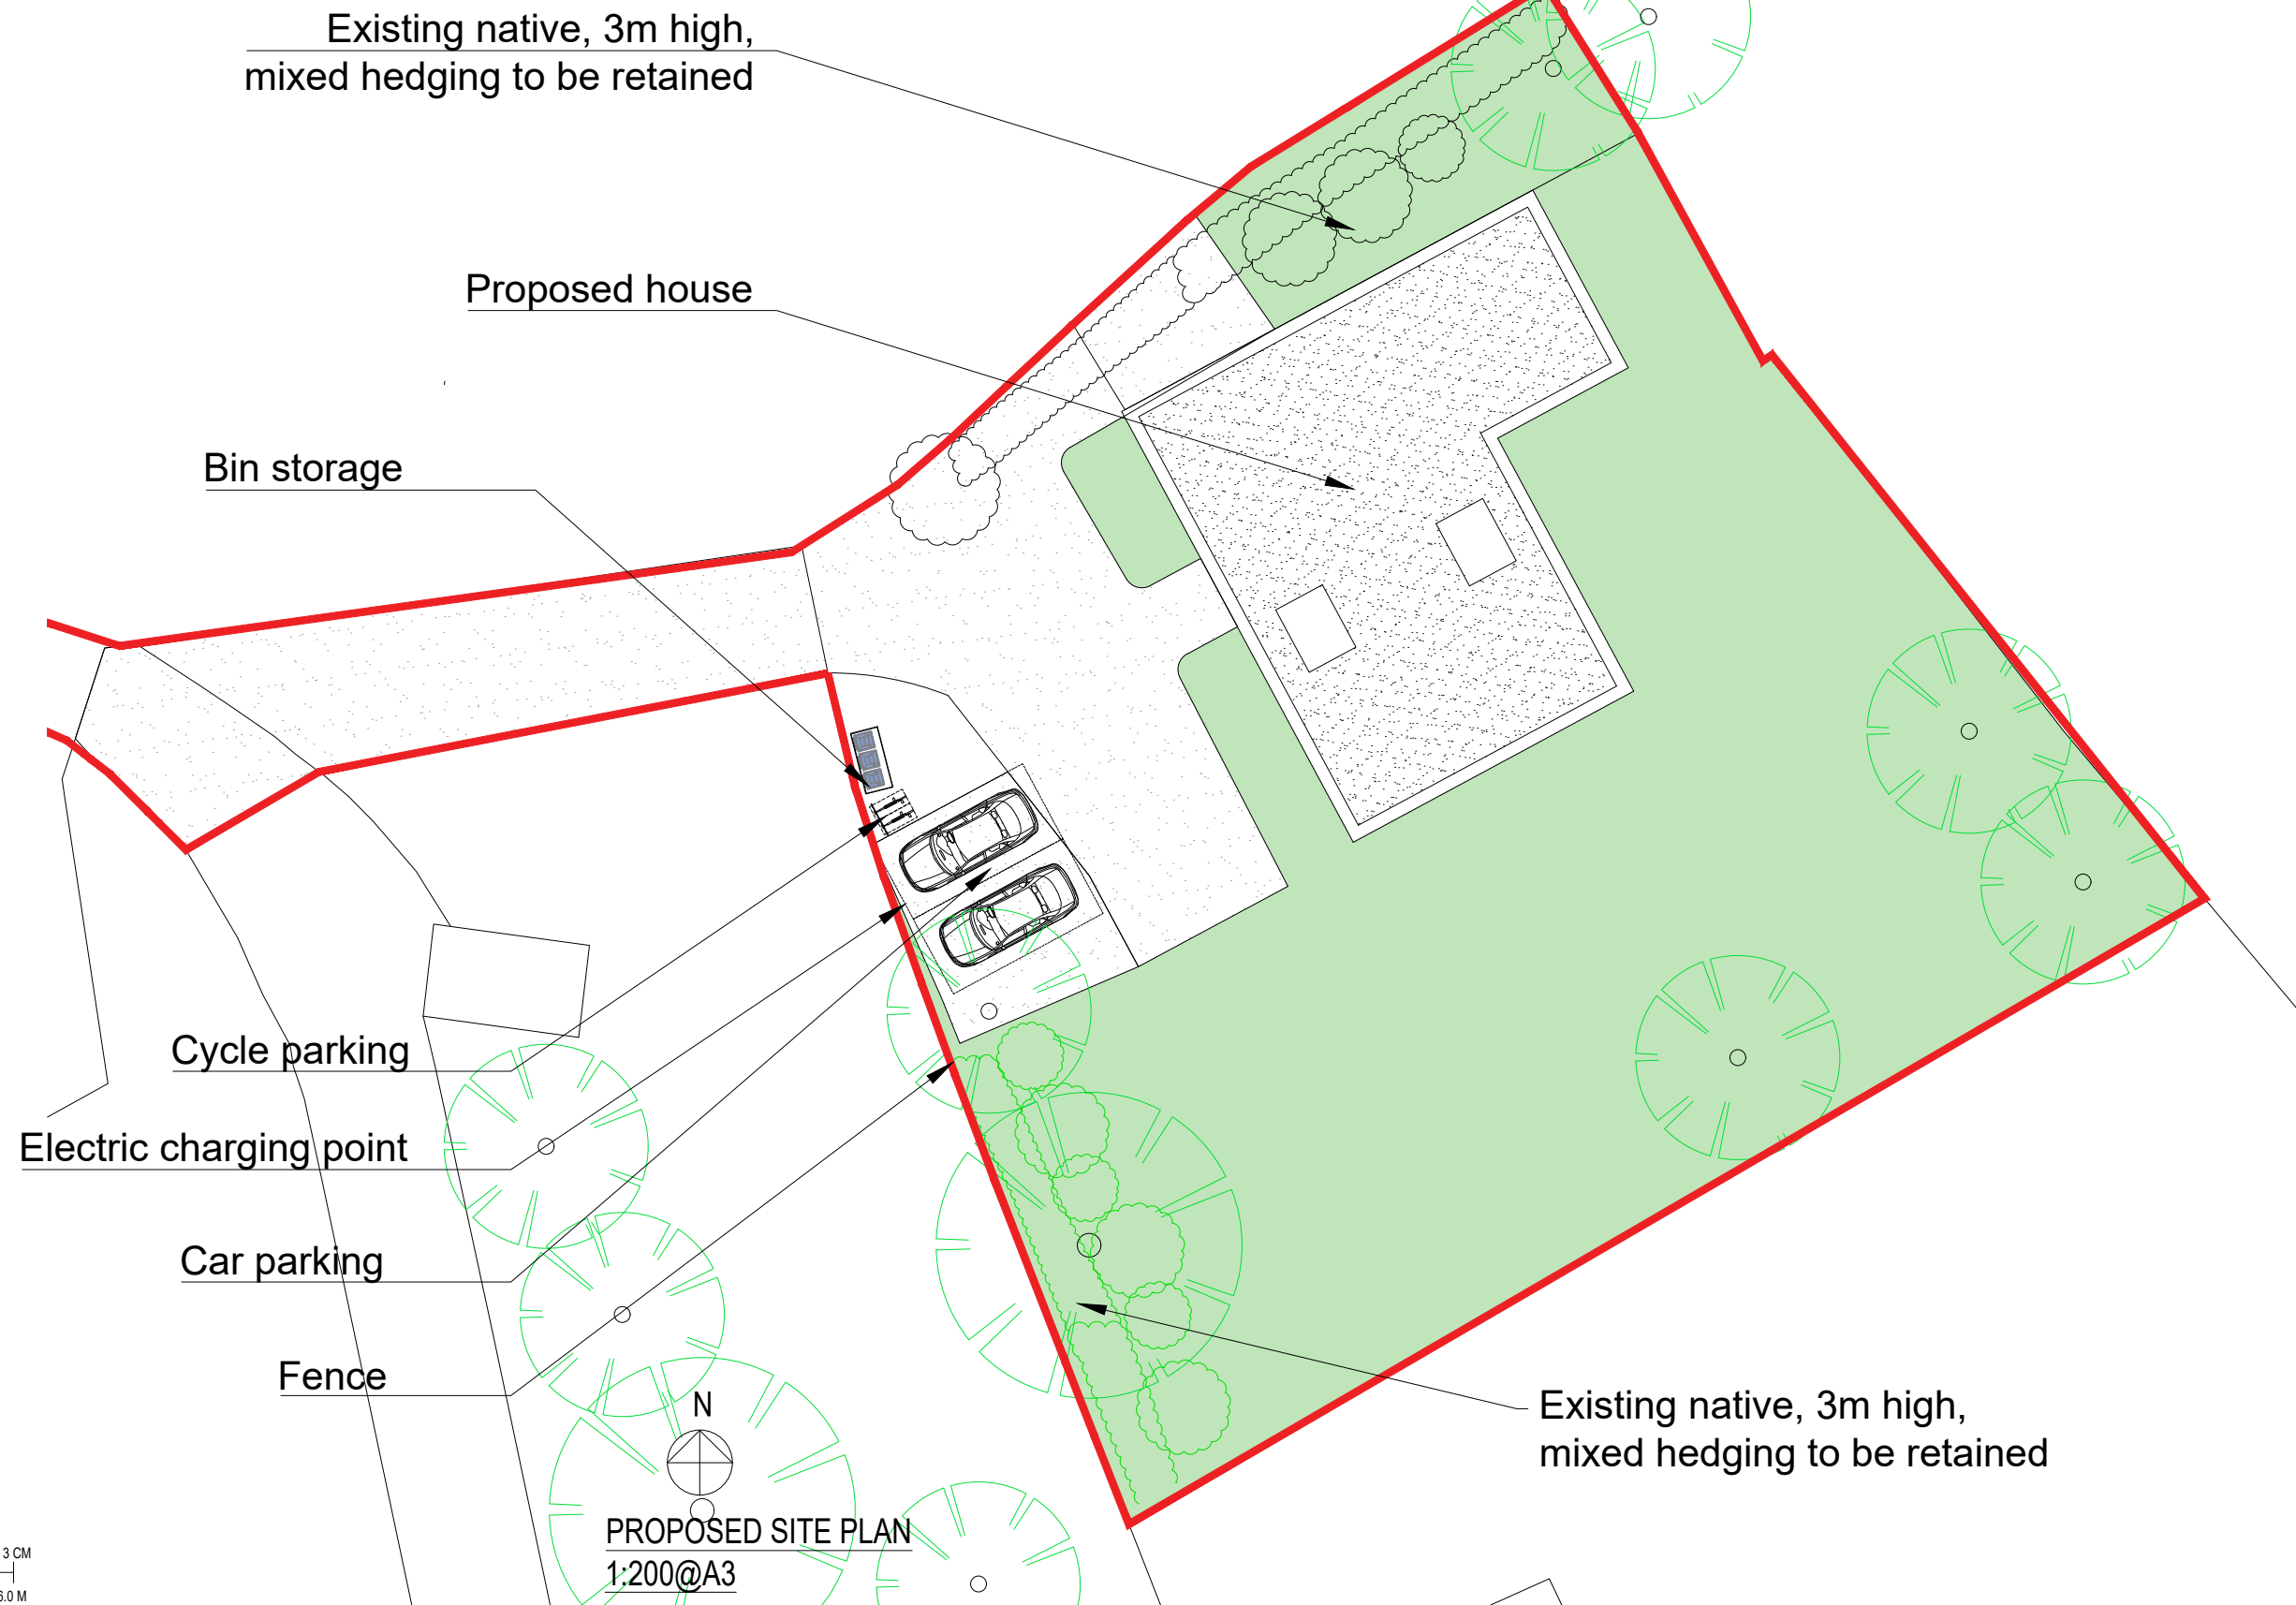 Existing native, 3m high,
mixed hedging to be retained
Proposed house
Bin storage
Cycle parking
Electric charging point
Car parking
Fence
Existing native, 3m high,
mixed hedging to be retained
N
PROPOSED SITE PLAN
1:200@A3
3 CM
6.0 M